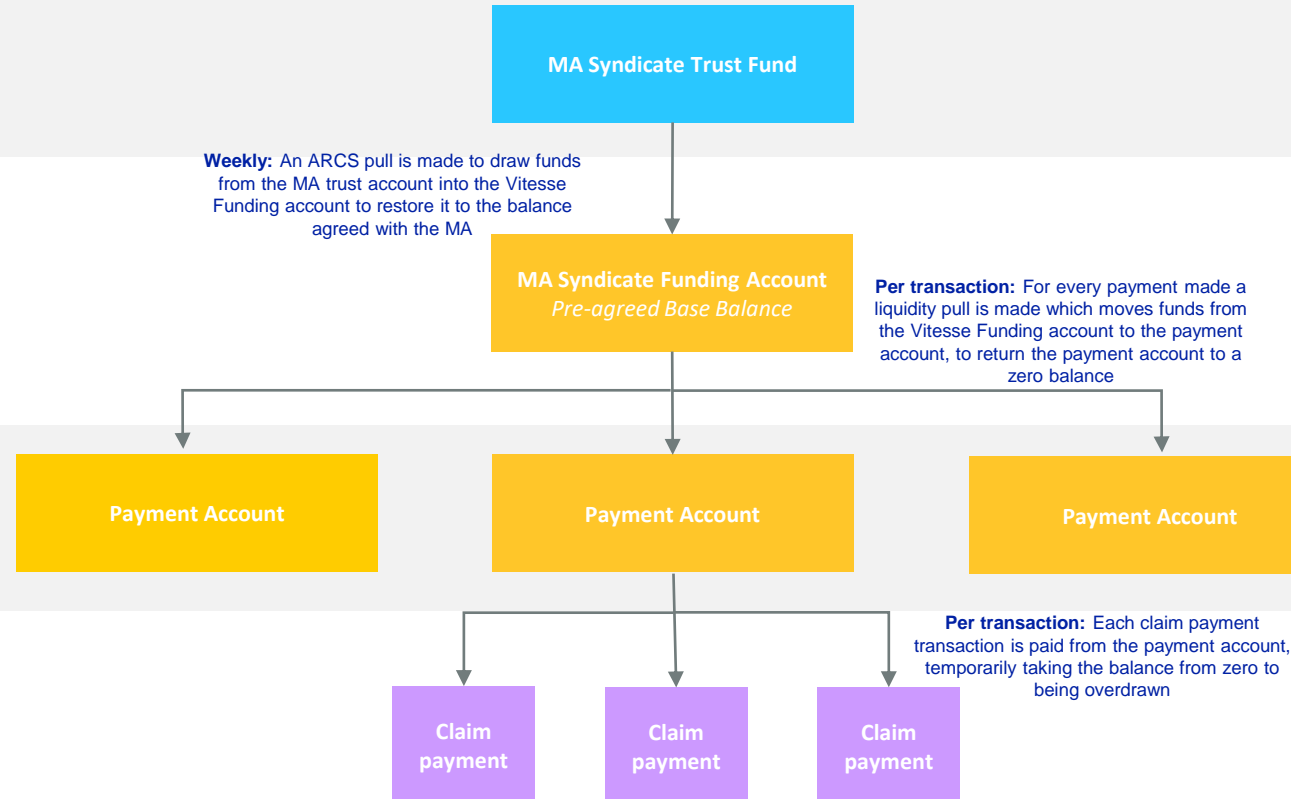 MA Syndicate Trust Fund
Weekly: An ARCS pull is made to draw funds
from the MA trust account into the Vitesse
Funding account to restore it to the balance
agreed with the MA
MA Syndicate Funding Account
Pre-agreed Base Balance
Per transaction: For every payment made a
liquidity pull is made which moves funds from
the Vitesse Funding account to the payment
account, to return the payment account to a
zero balance
Payment Account
Payment Account
Payment Account
Per transaction: Each claim payment
transaction is paid from the payment account,
temporarily taking the balance from zero to
being overdrawn
Claim
payment
Claim
payment
Claim
payment